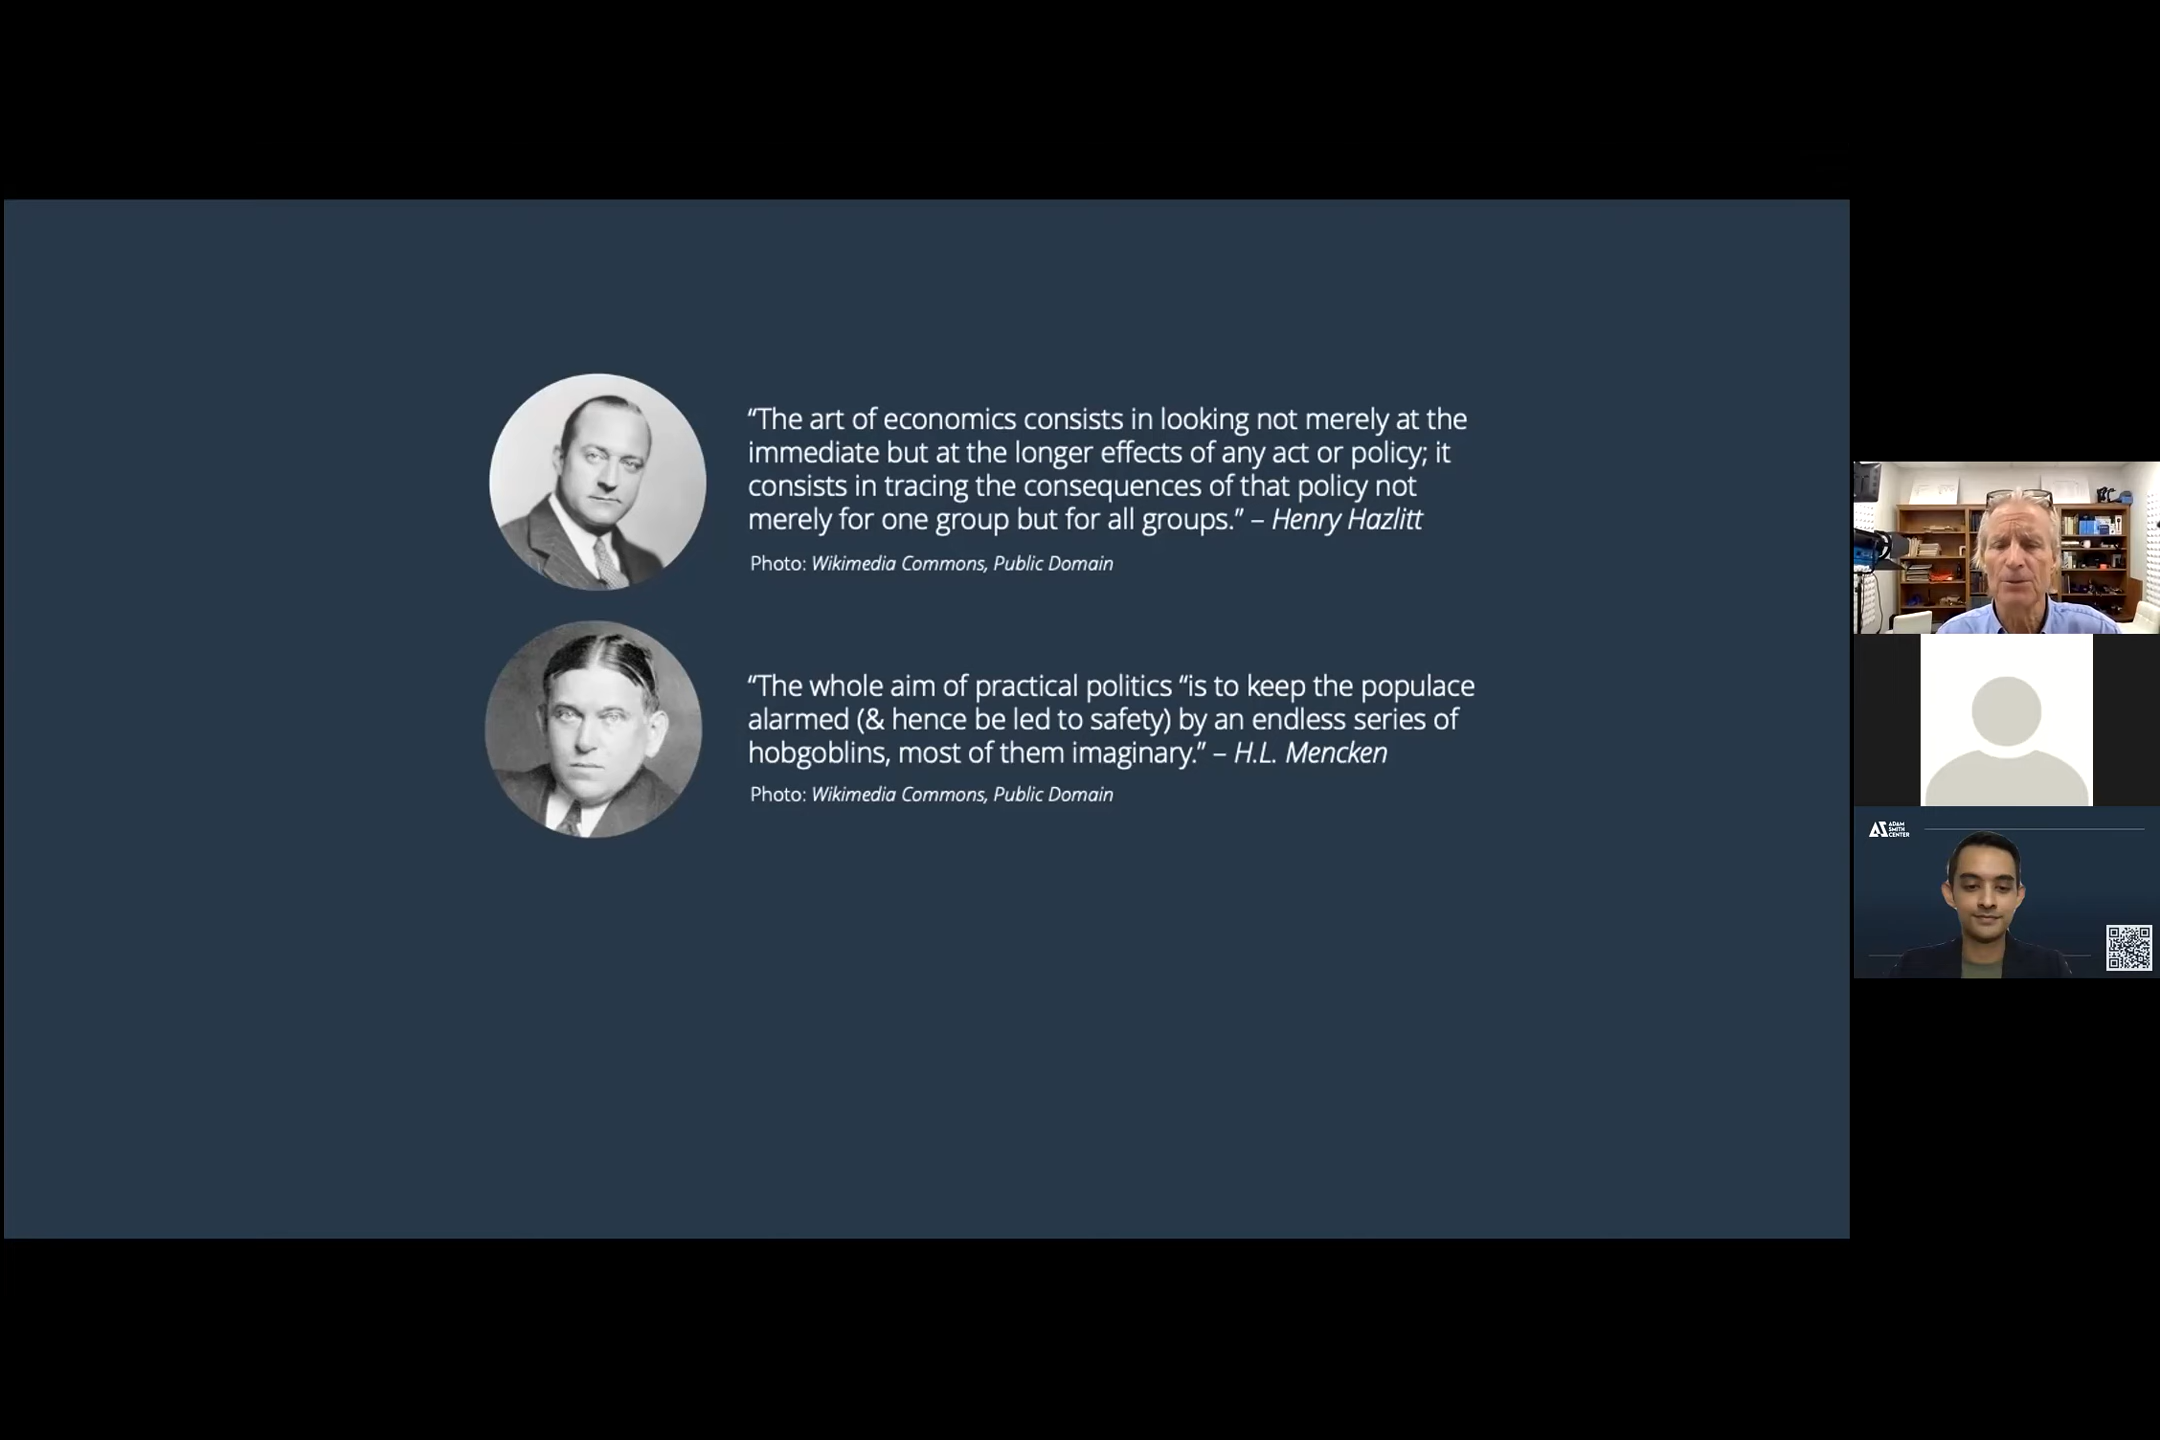 “The art of economics consists in looking not merely at the
immediate but at the longer effects of any act or policy; it
consists in tracing the consequences of that policy not
merely for one group but for all groups.” – Henry Hazlitt
Photo: Wikimedia Commons, Public Domain
“The whole aim of practical politics “is to keep the populace
alarmed (& hence be led to safety) by an endless series of
hobgoblins, most of them imaginary.” – H.L. Mencken
Photo: Wikimedia Commons, Public Domain
ADAM
SMITH
CENTER